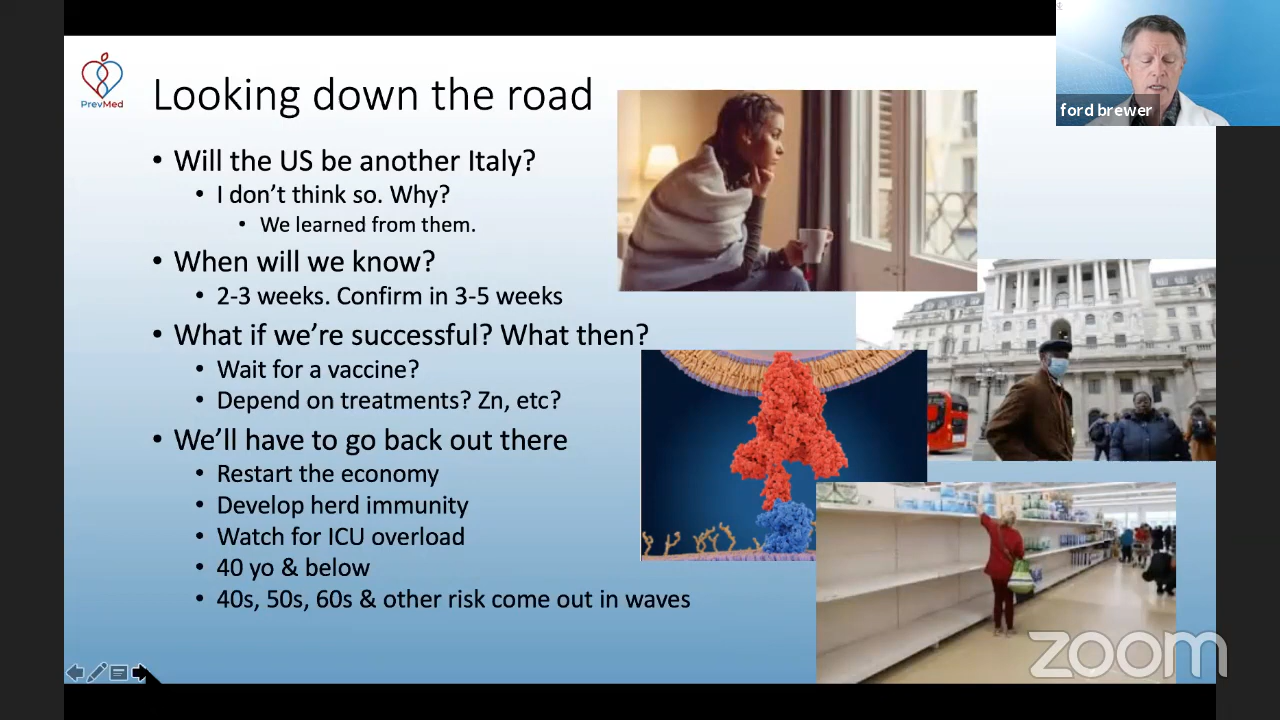 PrevMed
Looking down the road
ford brewer
• Will the US be another Italy?
• I don’t think so. Why?
• We learned from them.
• When will we know?
• 2-3 weeks. Confirm in 3-5 weeks
• What if we’re successful? What then?
• Wait for a vaccine?
• Depend on treatments? Zn, etc?
• We’ll have to go back out there
• Restart the economy
• Develop herd immunity
• Watch for ICU overload
• 40 yo & below
• 40s, 50s, 60s & other risk come out in waves
zoom